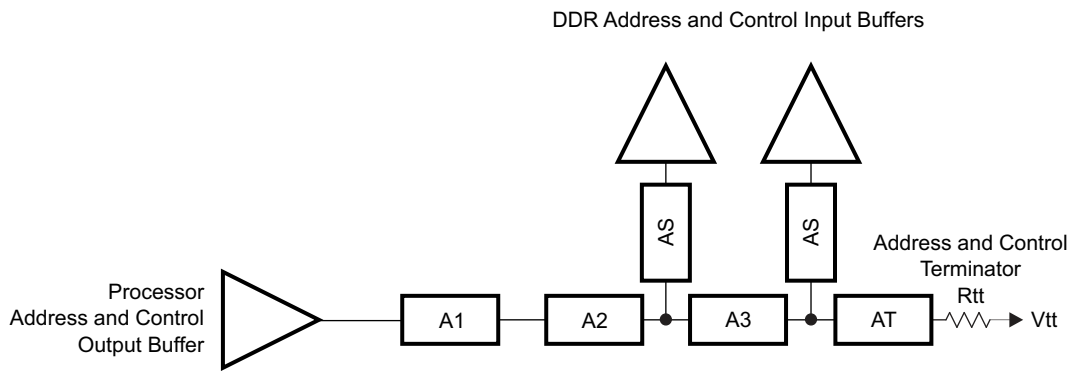 DDR Address and Control Input Buffers
AS
AS
Address and Control
Terminator
Rtt
Processor
Address and Control
Output Buffer
A1
A2
A3
AT
Vtt